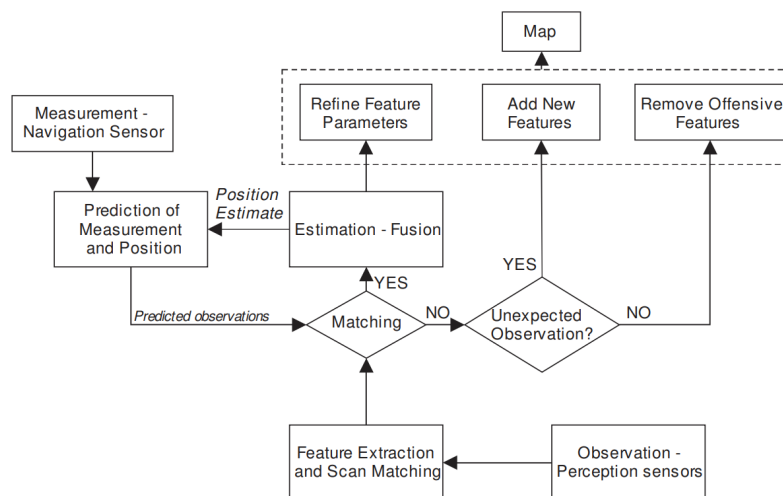 Map
Refine Feature
Parameters
Add New
Features
Remove Offensive
Features
Measurement -
Navigation Sensor
Prediction of
Measurement
and Position
Position
Estimate
Estimation - Fusion
YES
YES
Predicted observations
Matching
NO
Unexpected
Observation?
NO
Feature Extraction
and Scan Matching
Observation -
Perception sensors